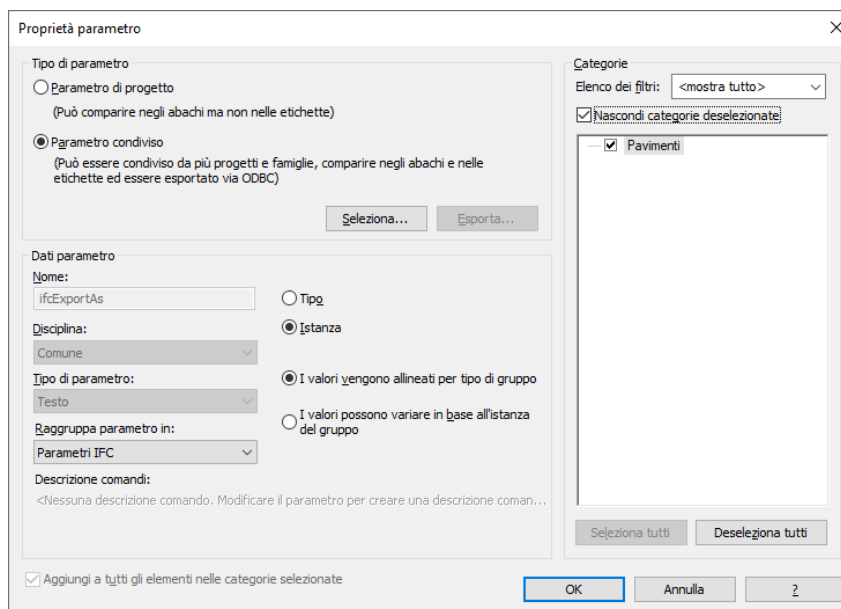 Proprietà parametro
Tipo di parametro
Parametro di progetto
(Può comparire negli abachi ma non nelle etichette)
Parametro condiviso
(Può essere condiviso da più progetti e famiglie, comparire negli abachi e nelle
etichette ed essere esportato via ODBC)
Seleziona...
Esporta...
Dati parametro
Nome:
ifcExportAs
Disciplina:
Comune
Tipo di parametro:
Testo
Raggruppa parametro in:
Parametri IFC
Tipo
Istanza
I valori vengono allineati per tipo di gruppo
I valori possono variare in base all'istanza
del gruppo
Descrizione comandi:
<Nessuna descrizione comando. Modificare il parametro per creare una descrizione coman...
Aggiungi a tutti gli elementi nelle categorie selezionate
Categorie
Elenco dei filtri:
<mostra tutto>
Nascondi categorie deselezionate
Pavimenti
Seleziona tutti
Deseleziona tutti
OK
Annulla
?